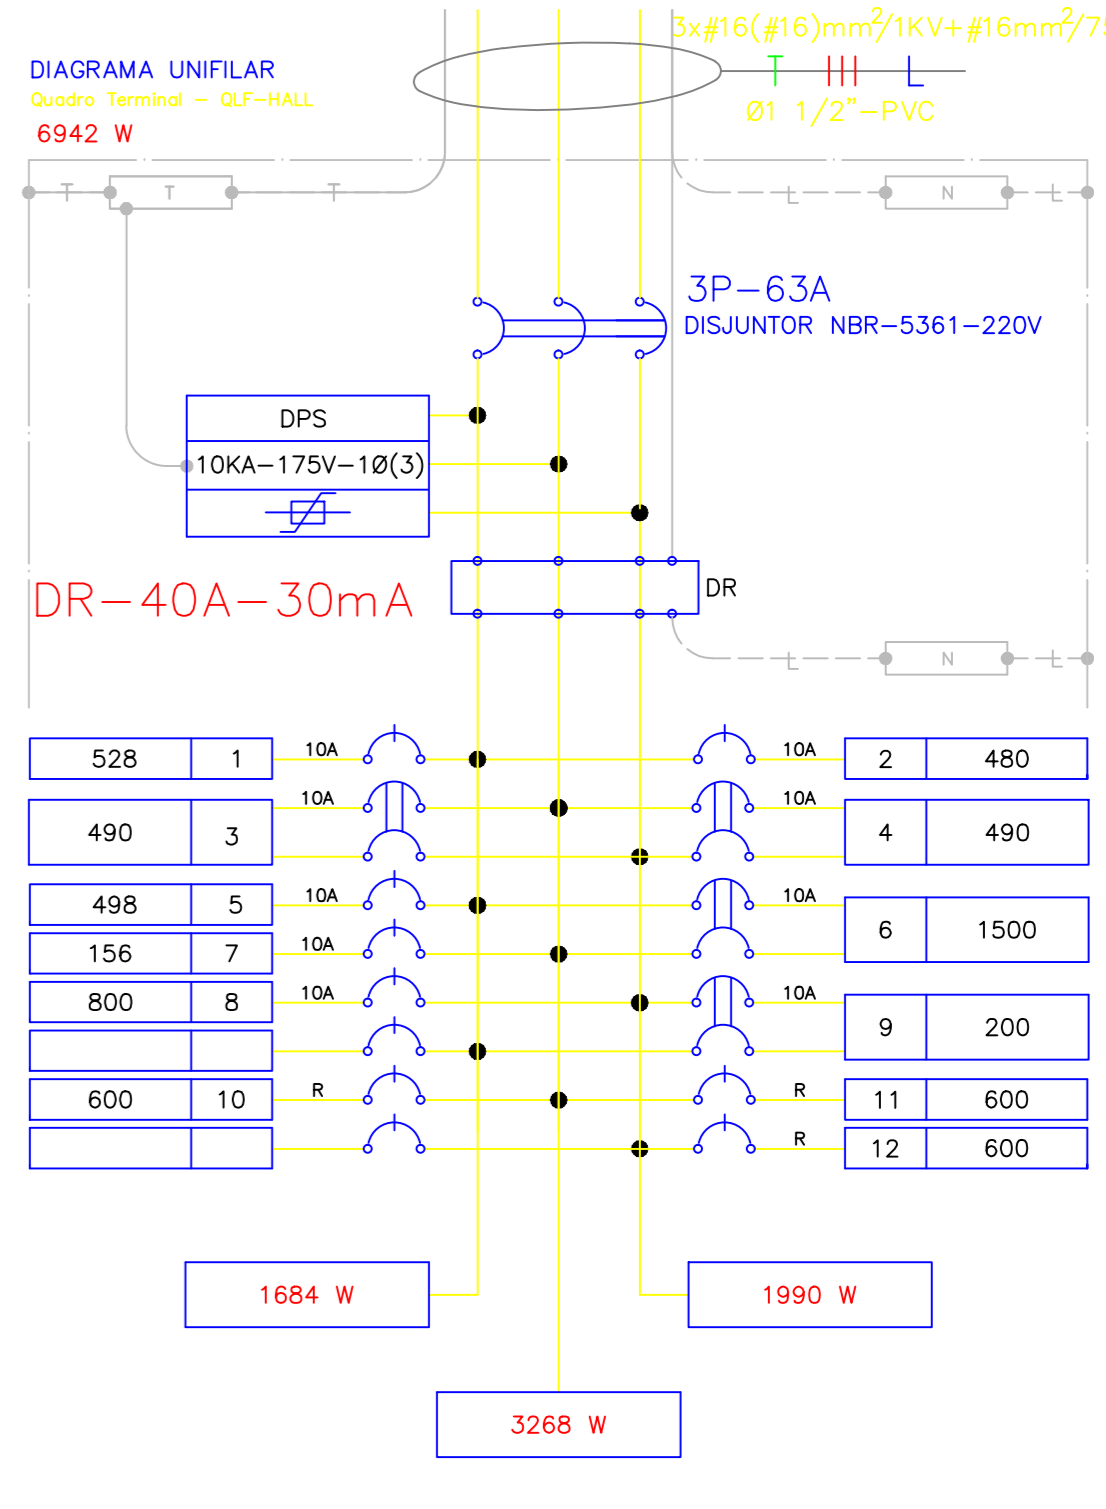 3x#16(#16)mm²/1KV+#16mm²/75
DIAGRAMA UNIFILAR
Quadro Terminal - QLF-HALL
6942 W
T
L
Ø1 1/2"-PVC
T
T
T
L
N
L
3P-63A
DISJUNTOR NBR-5361-220V
DPS
10KA-175V-1Ø(3)
DR-40A-30mA
DR
L
N
L
528 1 10A 10A 2 480
10A 10A
490 3 4 490
498 5 10A 10A
6 1500
156 7 10A
800 8 10A 10A
9 200
600 10 R R 11 600
R 12 600
1684 W
1990 W
3268 W